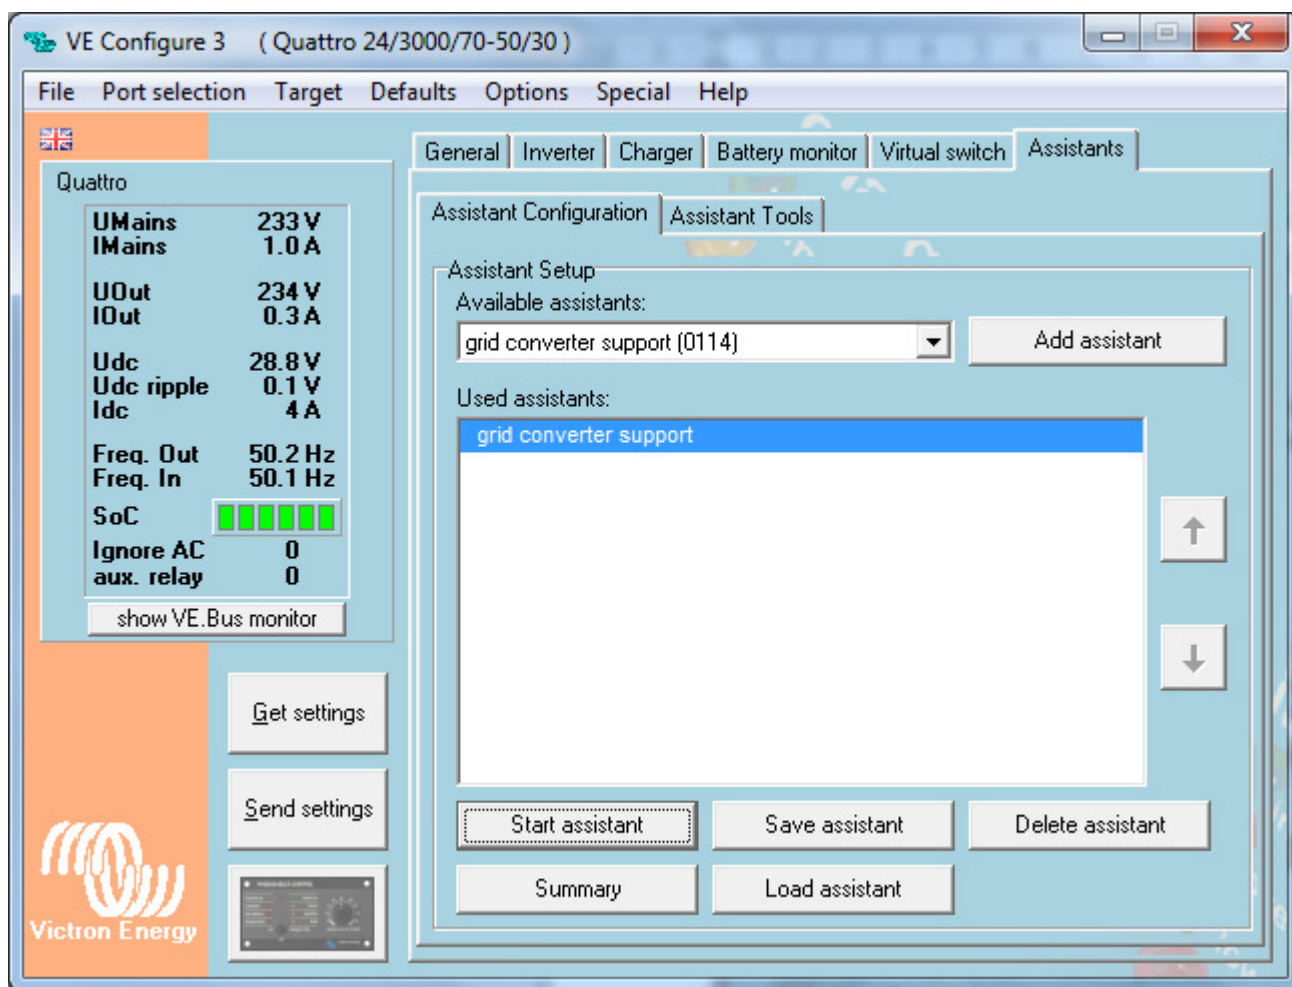 VE Configure 3 ( Quattro 24/3000/70-50/30 )
File Port selection Target Defaults Options Special Help
General Inverter Charger Battery monitor Virtual switch Assistants
Quattro
UMains 233 V
IMains 1.0 A
UOut 234 V
IOut 0.3 A
Udc 28.8 V
Udc ripple 0.1 V
Idc 4 A
Freq. Out 50.2 Hz
Freq. In 50.1 Hz
SoC
Ignore AC 0
aux. relay 0
show VE.Bus monitor
Get settings
Send settings
Victron Energy
Assistant Configuration Assistant Tools
Assistant Setup
Available assistants:
grid converter support (0114) Add assistant
Used assistants:
grid converter support
Start assistant Save assistant Delete assistant
Summary Load assistant